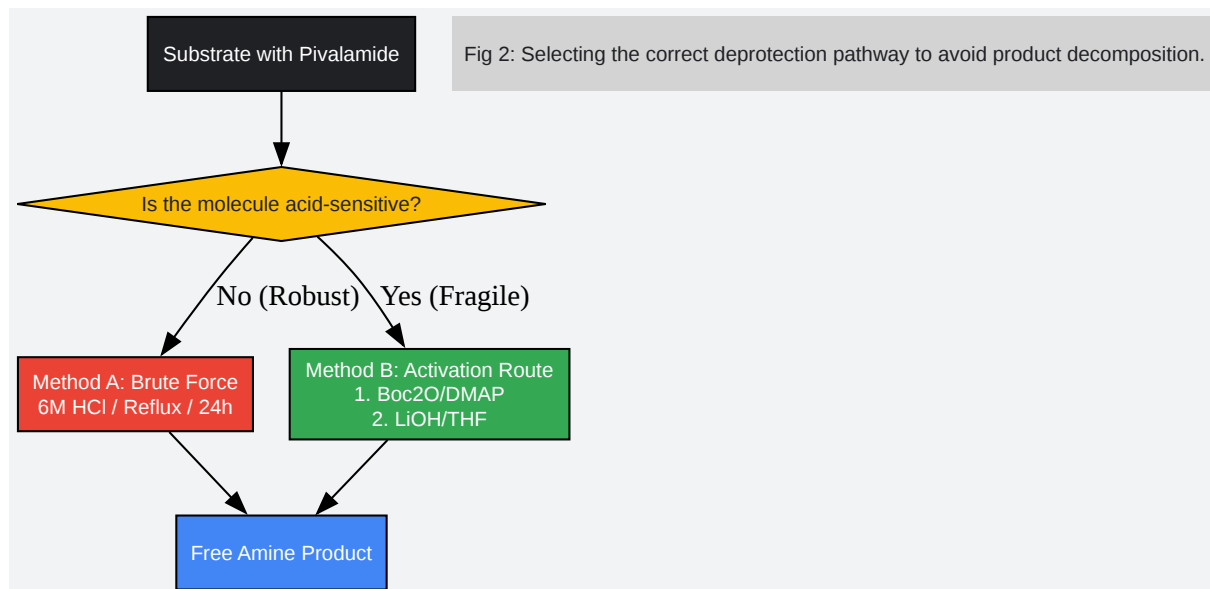 Substrate with Pivalamide
Fig 2: Selecting the correct deprotection pathway to avoid product decomposition.
Is the molecule acid-sensitive?
No (Robust)
Yes (Fragile)
Method A: Brute Force
6M HCl / Reflux / 24h
Method B: Activation Route
1. Boc2O/DMAP
2. LiOH/THF
Free Amine Product